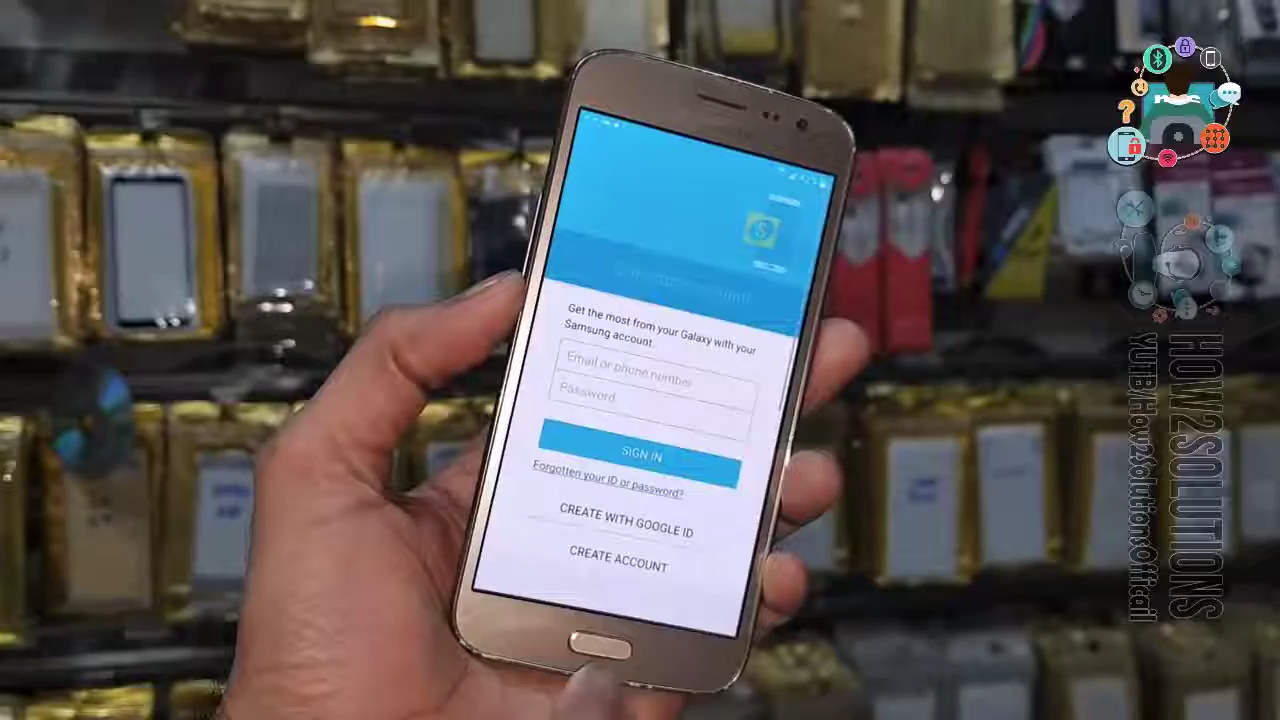 Get the most from your Galaxy with your
Samsung account.
Email or phone number
Password
SIGN IN
Forgotten your ID or password?
CREATE WITH GOOGLE ID
CREATE ACCOUNT
HOW2SOLUTIONS
YUTB/How2SolutionsOffcail